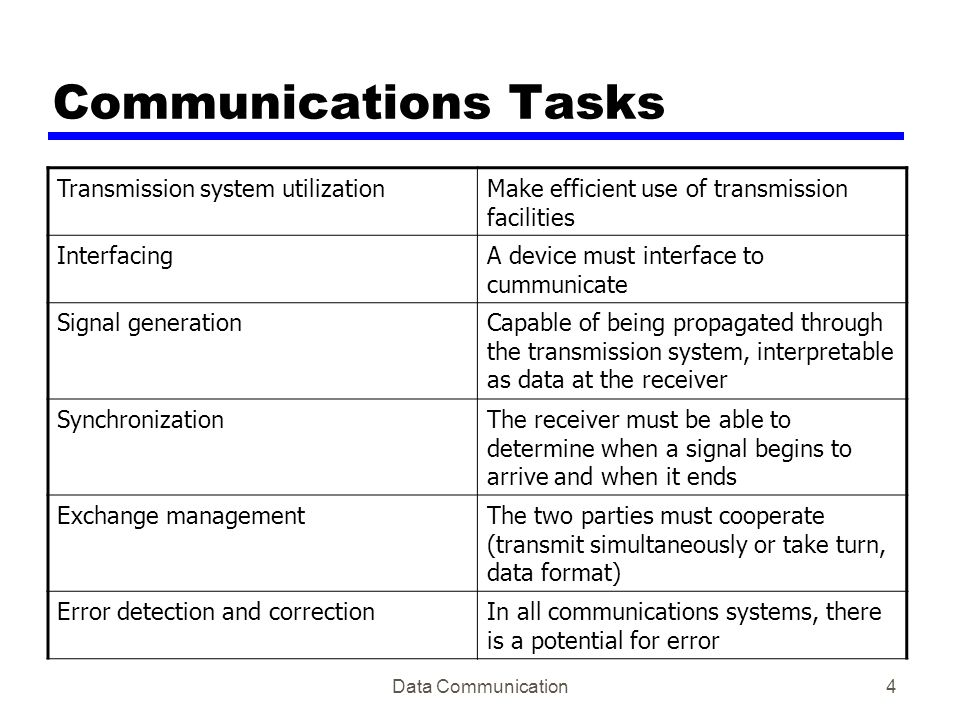 Communications Tasks
Transmission system utilization
Make efficient use of transmission
facilities
Interfacing
A device must interface to
cummunicate
Signal generation
Capable of being propagated through
the transmission system, interpretable
as data at the receiver
Synchronization
The receiver must be able to
determine when a signal begins to
arrive and when it ends
Exchange management
The two parties must cooperate
(transmit simultaneously or take turn,
data format)
Error detection and correction
In all communications systems, there
is a potential for error
Data Communication
4